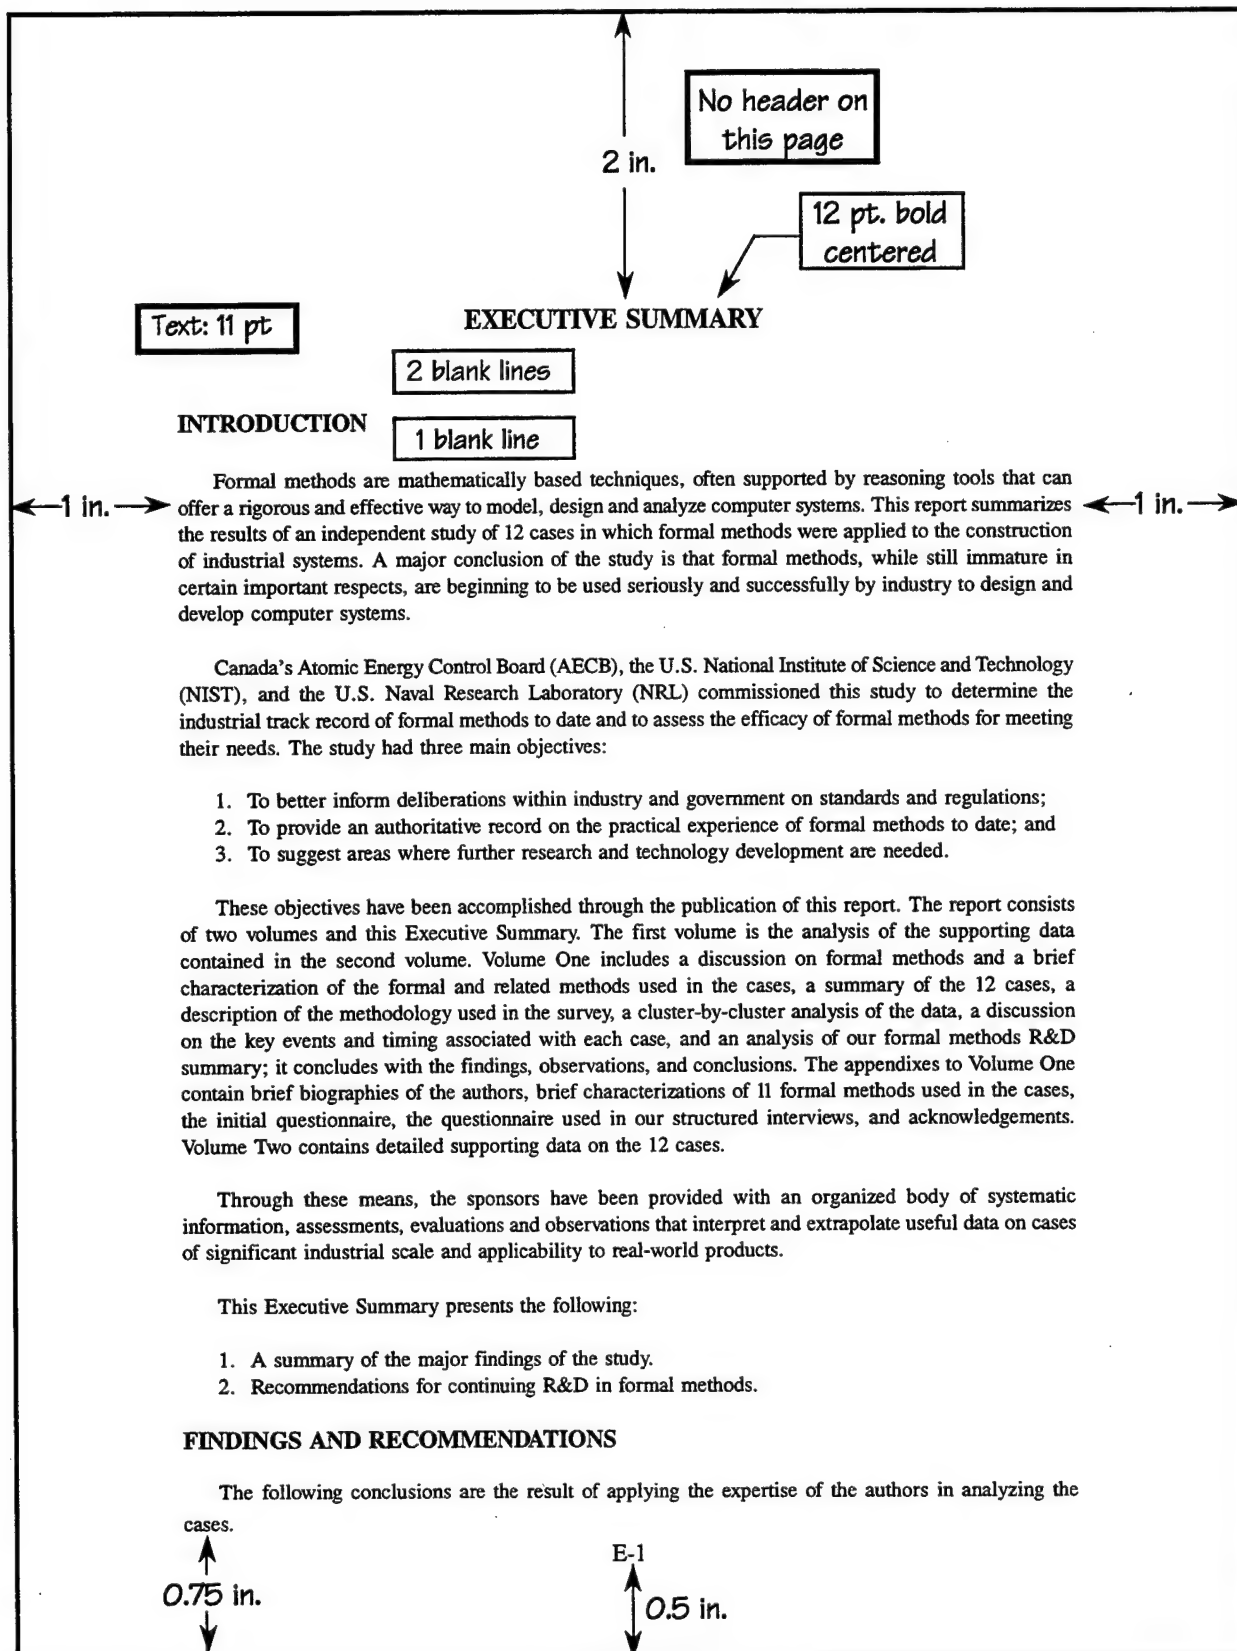 No header on
this page
2 in.
12 pt. bold
centered
Text: 11 pt
EXECUTIVE SUMMARY
2 blank lines
INTRODUCTION
1 blank line
Formal methods are mathematically based techniques, often supported by reasoning tools that can
1 in.
offer a rigorous and effective way to model, design and analyze computer systems. This report summarizes
1 in.
the results of an independent study of 12 cases in which formal methods were applied to the construction
of industrial systems. A major conclusion of the study is that formal methods, while still immature in
certain important respects, are beginning to be used seriously and successfully by industry to design and
develop computer systems.
Canada's Atomic Energy Control Board (AECB), the U.S. National Institute of Science and Technology
(NIST), and the U.S. Naval Research Laboratory (NRL) commissioned this study to determine the
industrial track record of formal methods to date and to assess the efficacy of formal methods for meeting
their needs. The study had three main objectives:
1. To better inform deliberations within industry and government on standards and regulations;
2. To provide an authoritative record on the practical experience of formal methods to date; and
3. To suggest areas where further research and technology development are needed.
These objectives have been accomplished through the publication of this report. The report consists
of two volumes and this Executive Summary. The first volume is the analysis of the supporting data
contained in the second volume. Volume One includes a discussion on formal methods and a brief
characterization of the formal and related methods used in the cases, a summary of the 12 cases, a
description of the methodology used in the survey, a cluster-by-cluster analysis of the data, a discussion
on the key events and timing associated with each case, and an analysis of our formal methods R&D
summary; it concludes with the findings, observations, and conclusions. The appendixes to Volume One
contain brief biographies of the authors, brief characterizations of 11 formal methods used in the cases,
the initial questionnaire, the questionnaire used in our structured interviews, and acknowledgements.
Volume Two contains detailed supporting data on the 12 cases.
Through these means, the sponsors have been provided with an organized body of systematic
information, assessments, evaluations and observations that interpret and extrapolate useful data on cases
of significant industrial scale and applicability to real-world products.
This Executive Summary presents the following:
1. A summary of the major findings of the study.
2. Recommendations for continuing R&D in formal methods.
FINDINGS AND RECOMMENDATIONS
The following conclusions are the result of applying the expertise of the authors in analyzing the
cases.
E-1
0.75 in.
0.5 in.